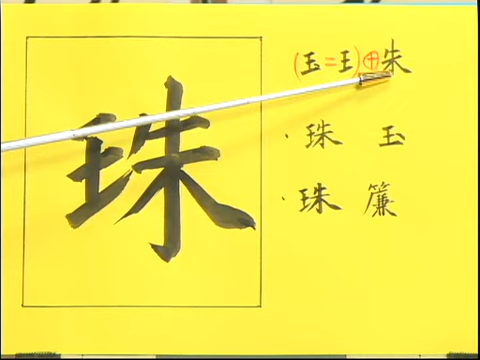 珠
(玉=王)⊕朱
· 珠 玉
· 珠 簾